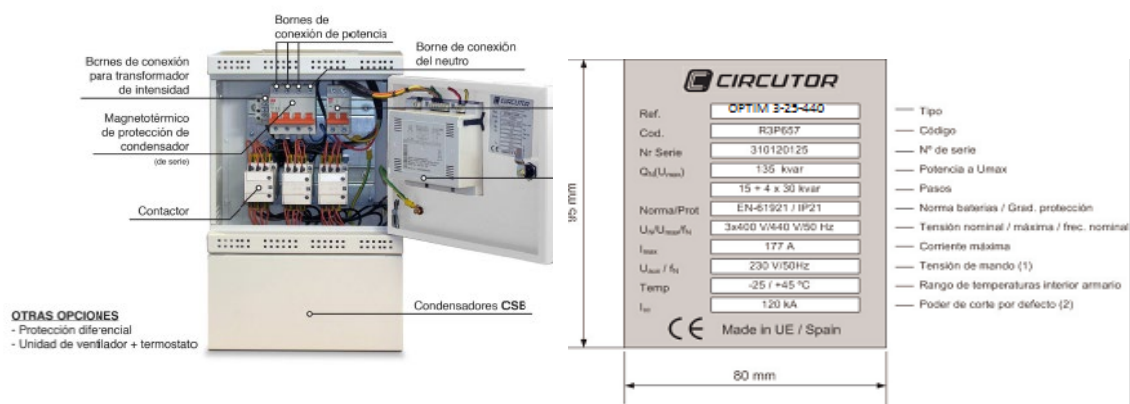 Bornes de
conexión de potencia
Bornes de conexión
para transformador
de intensidad
Borne de conexión
del neutro
Magnetotérmico
de protección de
condensador
(de serie)
Contactor
Condensadores CSB
OTRAS OPCIONES
- Protección diferencial
- Unidad de ventilador + termostato
CIRCUTOR
CIRCUTOR
Ref. OPTIM 3-25-440 Tipo
Cod. R3P657 Código
Nr Serie 310120125 Nº de serie
QN(Umax) 135 kvar Potencia a Umax
15 + 4 x 30 kvar Pasos
Norma/Prot EN-61921 / IP21 Norma baterias / Grad. protección
UN/Umax/fN 3x400 V/440 V/50 Hz Tensión nominal / máxima / frec. nominal
Imax 177 A Corriente máxima
UAux / fN 230 V/50Hz Tensión de mando (1)
Temp -25 / +45 ºC Rango de temperaturas interior armario
120 kA Poder de corte por defecto (2)
CE Made in UE / Spain
80 mm